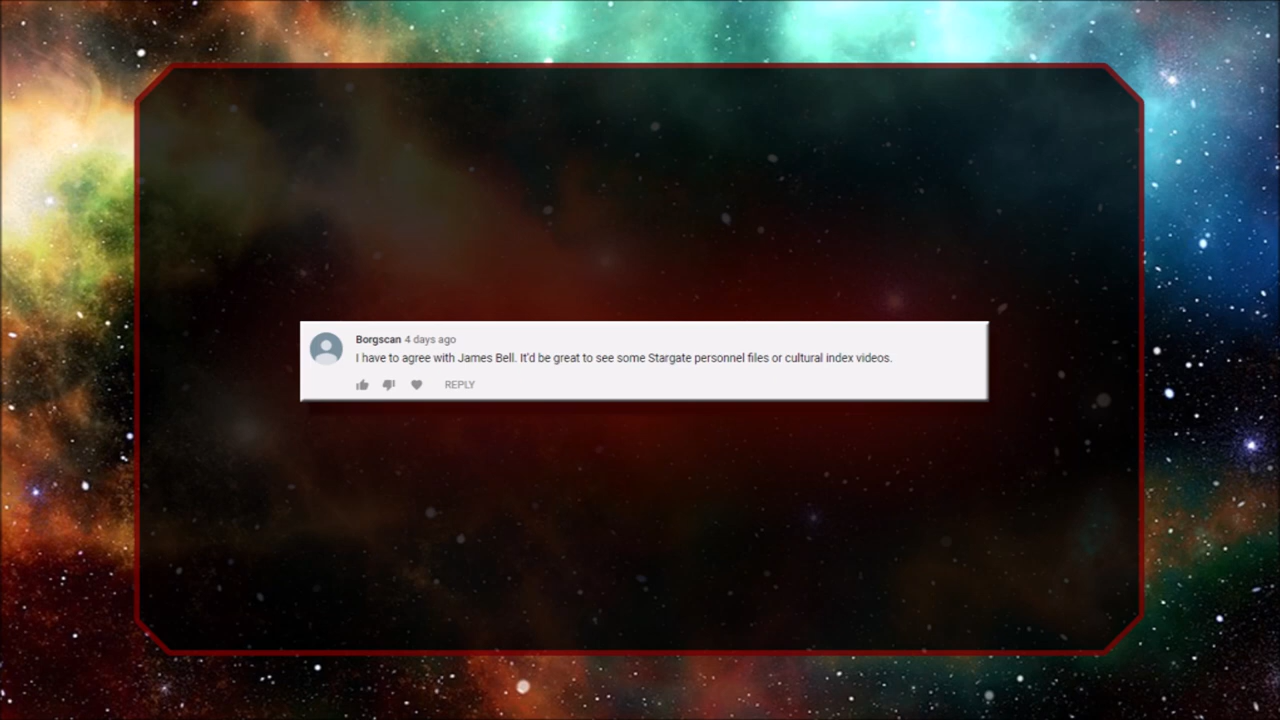 Borgscan 4 days ago
I have to agree with James Bell. It'd be great to see some Stargate personnel files or cultural index videos.
REPLY